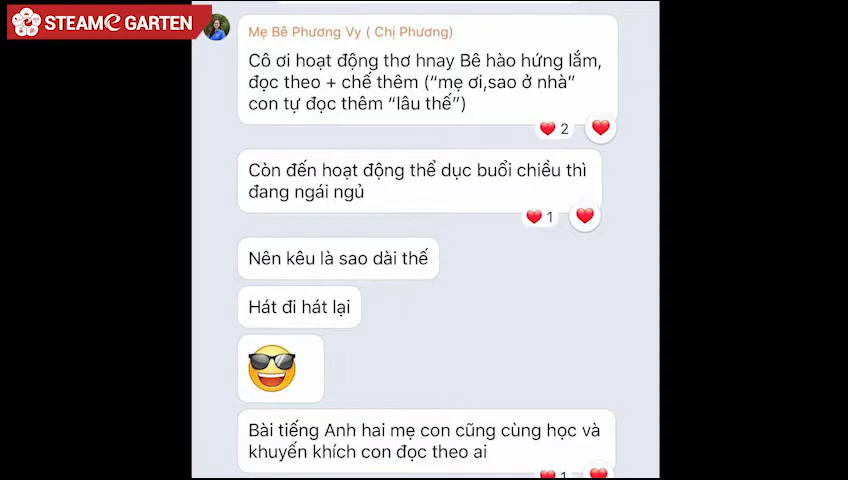 STEAMe GARTEN
Mẹ Bê Phương Vy ( Chị Phương)
Cô ơi hoạt động thơ hnay Bê hào hứng lắm,
đọc theo + chế thêm (“mẹ ơi,sao ở nhà”
con tự đọc thêm “lâu thế”)
2
Còn đến hoạt động thể dục buổi chiều thì
đang ngái ngủ
1
Nên kêu là sao dài thế
Hát đi hát lại
Bài tiếng Anh hai mẹ con cũng cùng học và
khuyến khích con đọc theo ai
1